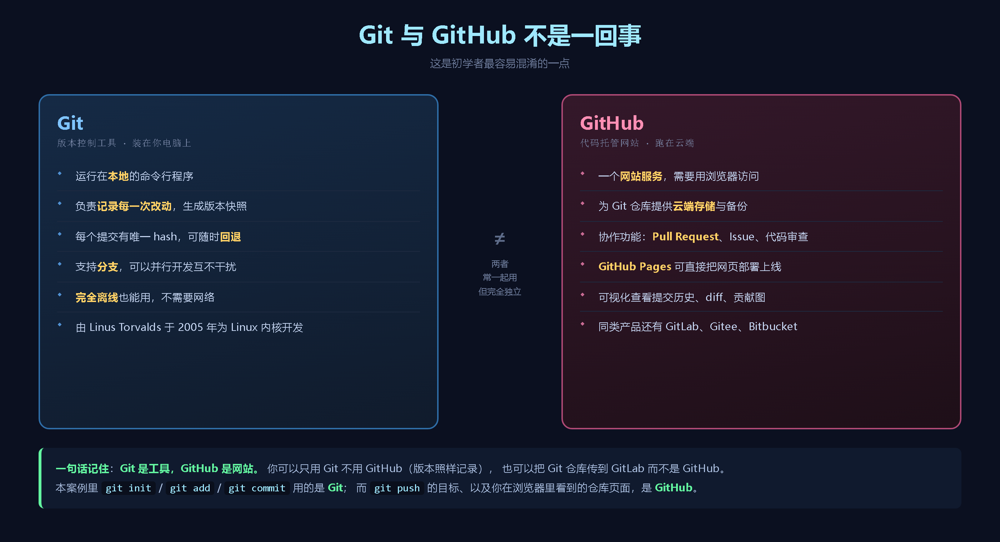 Git 与 GitHub 不是一回事
这是初学者最容易混淆的一点
Git
版本控制工具 · 装在你电脑上
运行在本地的命令行程序
负责记录每一次改动，生成版本快照
每个提交有唯一 hash，可随时回退
支持分支，可以并行开发互不干扰
完全离线也能用，不需要网络
由 Linus Torvalds 于 2005 年为 Linux 内核开发
≠
两者
常一起用
但完全独立
GitHub
代码托管网站 · 跑在云端
一个网站服务，需要用浏览器访问
为 Git 仓库提供云端存储与备份
协作功能：Pull Request、Issue、代码审查
GitHub Pages 可直接把网页部署上线
可视化查看提交历史、diff、贡献图
同类产品还有 GitLab、Gitee、Bitbucket
一句话记住：Git 是工具，GitHub 是网站。 你可以只用 Git 不用 GitHub（版本照样记录）， 也可以把 Git 仓库传到 GitLab 而不是 GitHub。
本案例里 git init / git add / git commit 用的是 Git； 而 git push 的目标、以及你在浏览器里看到的仓库页面，是 GitHub。